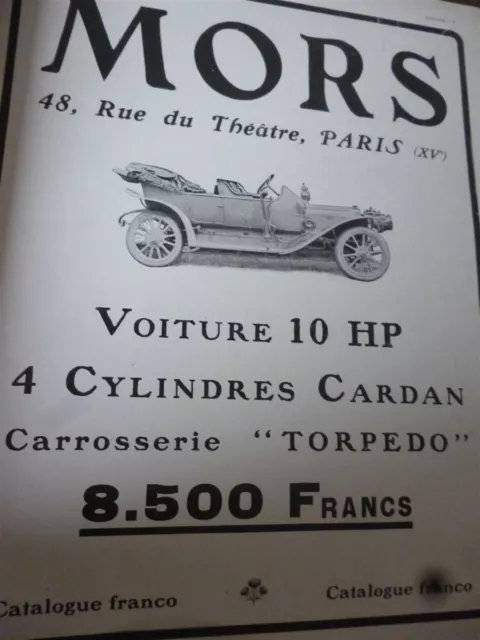 MORS
48, Rue du Théâtre, PARIS (XVe)
VOITURE 10 HP
4 CYLINDRES CARDAN
Carrosserie "TORPEDO"
8.500 FRANCS
Catalogue franco
Catalogue franco